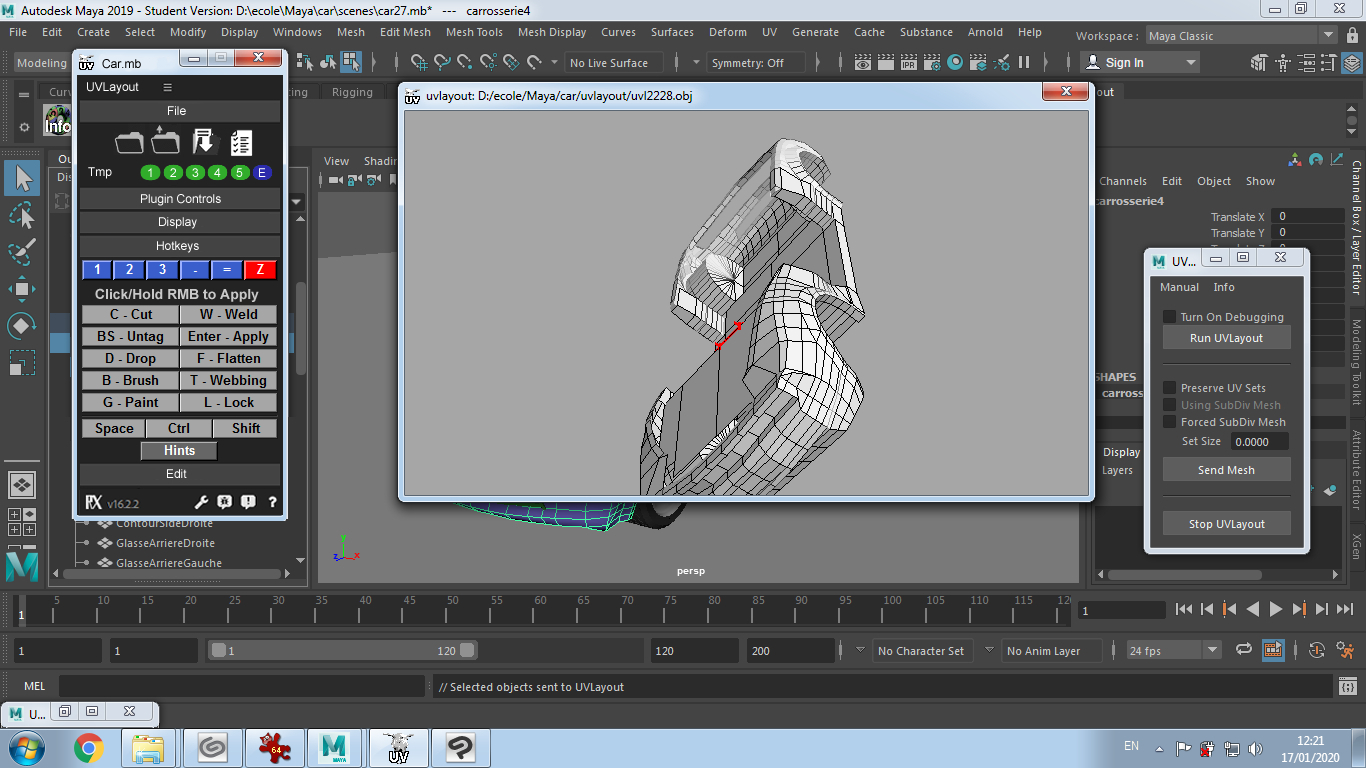 Autodesk Maya 2019 - Student Version: D:\ecole\Maya\car\scenes\car27.mb* --- carrosserie4
File Edit Create Select Modify Display Windows Mesh Edit Mesh Mesh Tools Mesh Display Curves Surfaces Deform UV Generate Cache Substance Arnold Help Workspace : Maya Classic
Modeling No Live Surface Symmetry: Off Sign In
Car.mb
UVLayout
File
Tmp 1 2 3 4 5 E
Plugin Controls
Display
Hotkeys
1 2 3 - = Z
Click/Hold RMB to Apply
C - Cut W - Weld
BS - Untag Enter - Apply
D - Drop F - Flatten
B - Brush T - Webbing
G - Paint L - Lock
Space Ctrl Shift
Hints
Edit
v16.2.2 ?
Rigging
Info
View
uvlayout: D:/ecole/Maya/car/uvlayout/uvl2228.obj
Channels Edit Object Show
carrosserie4
Translate X 0
Translate Y 0
SHAPES
Display
Layers
Channel Box / Layer Editor
Modeling Toolkit
Attribute Editor
XGen
UV...
Manual Info
Turn On Debugging
Run UVLayout
Preserve UV Sets
Using SubDiv Mesh
Forced SubDiv Mesh
Set Size 0.0000
Send Mesh
Stop UVLayout
ContourSideDroite
GlasseArriereDroite
GlasseArriereGauche
y
z x
persp
1 5 10 15 20 25 30 35 40 45 50 55 60 65 70 75 80 85 90 95 100 105 110 115 1
1 1 1 120 120 200 No Character Set No Anim Layer 24 fps
MEL // Selected objects sent to UVLayout
U...
64 MAYA UV
EN 12:21
17/01/2020